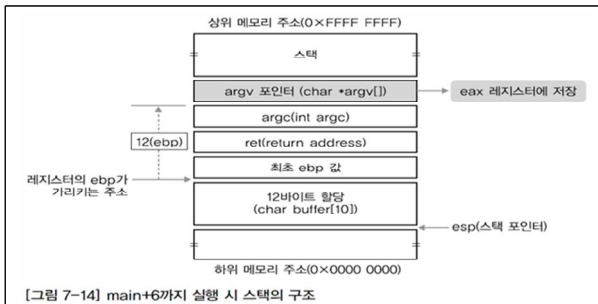 상위 메모리 주소(0×FFFF FFFF)
스택
argv 포인터 (char *argv[])
eax 레지스터에 저장
argc(int argc)
12(ebp)
ret(return address)
최초 ebp 값
레지스터의 ebp가
가리키는 주소
12바이트 할당
(char buffer[10])
esp(스택 포인터)
하위 메모리 주소(0×0000 0000)
[그림 7-14] main+6까지 실행 시 스택의 구조